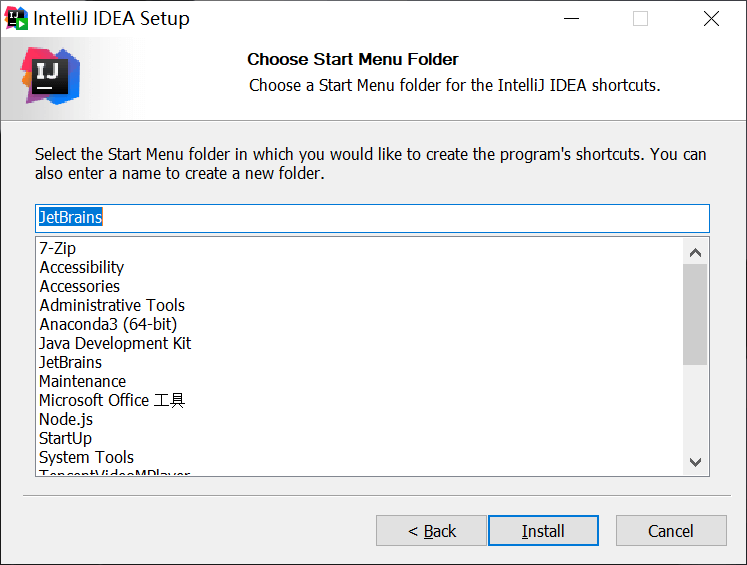 IntelliJ IDEA Setup
IJ
Choose Start Menu Folder
Choose a Start Menu folder for the IntelliJ IDEA shortcuts.
Select the Start Menu folder in which you would like to create the program's shortcuts. You can
also enter a name to create a new folder.
JetBrains
7-Zip
Accessibility
Accessories
Administrative Tools
Anaconda3 (64-bit)
Java Development Kit
JetBrains
Maintenance
Microsoft Office 工具
Node.js
StartUp
System Tools
TencentVideoMPlayer
< Back
Install
Cancel